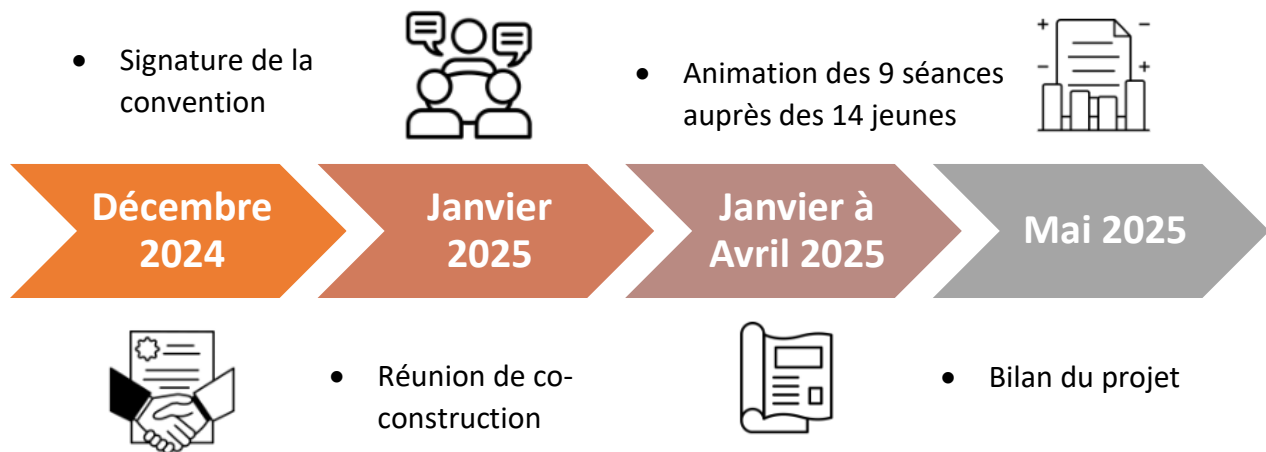 • Signature de la
convention
• Animation des 9 séances
auprès des 14 jeunes
Décembre
2024
Janvier
2025
Janvier à
Avril 2025
Mai 2025
• Réunion de co-
construction
• Bilan du projet